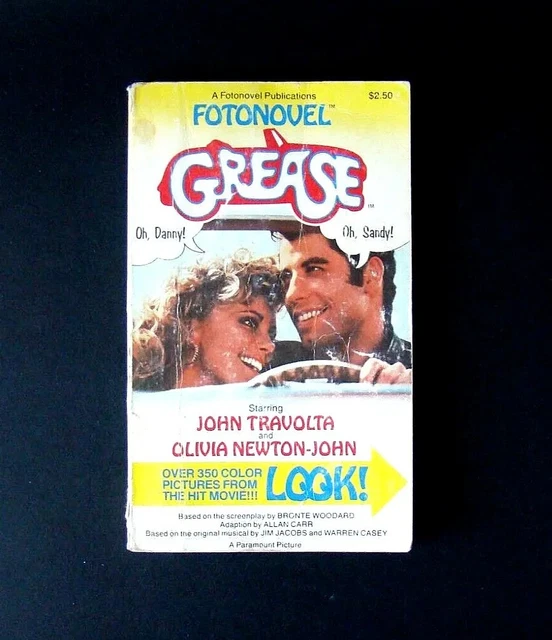 A Fotonovel Publications $2.50
FOTONOVEL™
GREASE™
Oh, Danny!
Oh, Sandy!
Starring
JOHN TRAVOLTA
and
OLIVIA NEWTON-JOHN
OVER 350 COLOR
PICTURES FROM
THE HIT MOVIE!!!
LOOK!
Based on the screenplay by BRONTE WOODARD
Adaption by ALLAN CARR
Based on the original musical by JIM JACOBS and WARREN CASEY
A Paramount Picture